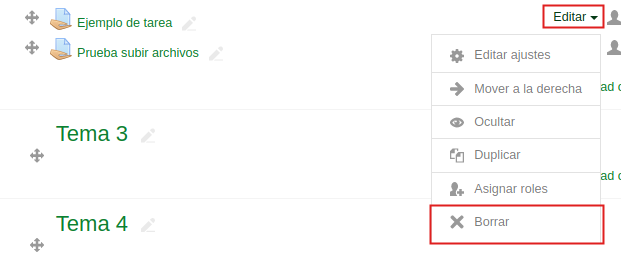 Ejemplo de tarea
Editar
Prueba subir archivos
Editar ajustes
Mover a la derecha
ad
Ocultar
Tema 3
Duplicar
ad
Asignar roles
Tema 4
Borrar